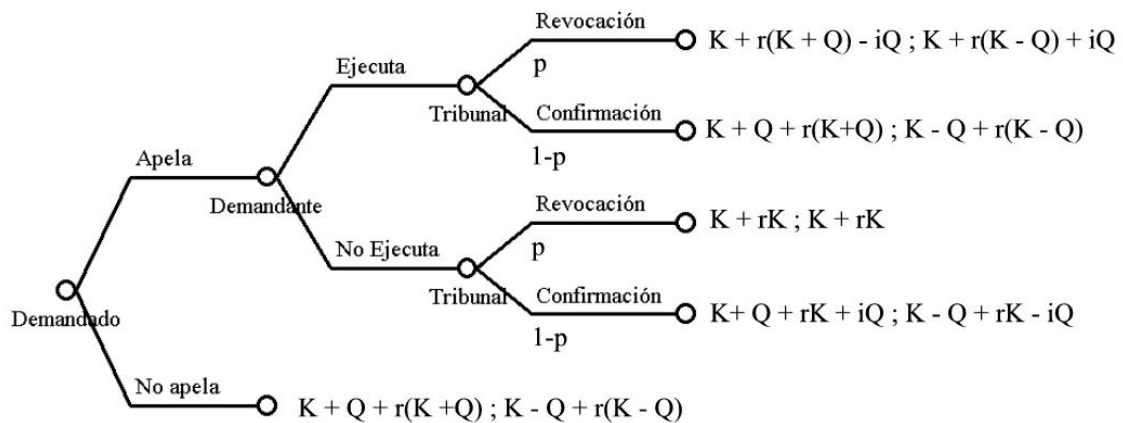 Revocación
K + r(K + Q) - iQ ; K + r(K - Q) + iQ
p
Ejecuta
Tribunal
Confirmación
K + Q + r(K+Q) ; K - Q + r(K - Q)
1-p
Apela
Demandante
Revocación
K + rK ; K + rK
p
No Ejecuta
Tribunal
Confirmación
K+ Q + rK + iQ ; K - Q + rK - iQ
1-p
Demandado
No apela
K + Q + r(K +Q) ; K - Q + r(K - Q)